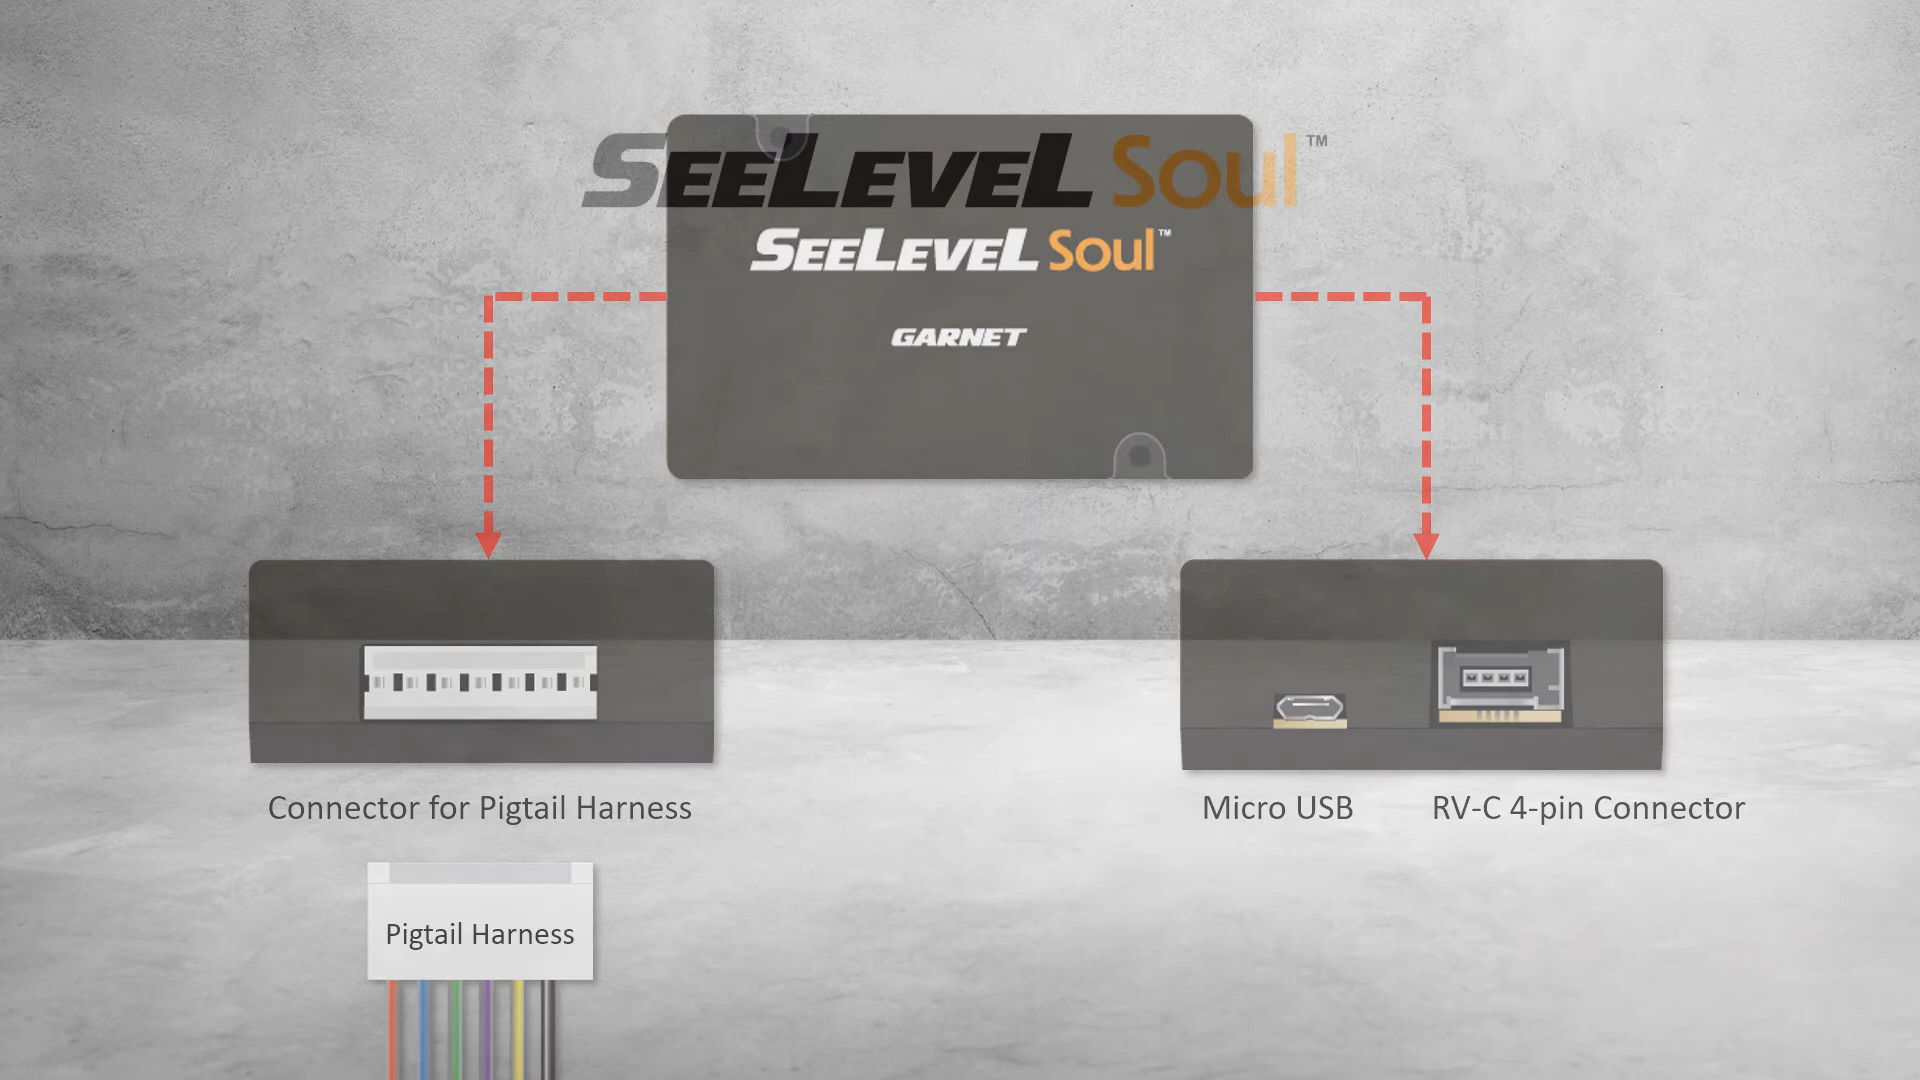 SEELEVEL Soul™
SEELEVEL Soul™
GARNET
Connector for Pigtail Harness
Micro USB
RV-C 4-pin Connector
Pigtail Harness